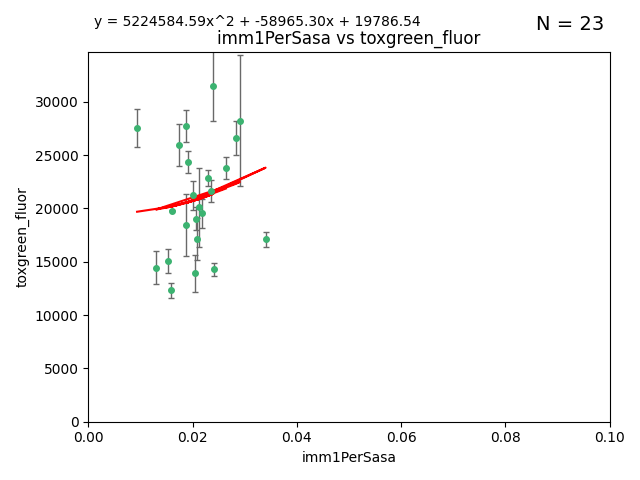 y = 5224584.59x^2 + -58965.30x + 19786.54
N = 23
imm1PerSasa vs toxgreen_fluor
toxgreen_fluor
30000
25000
20000
15000
10000
5000
0
0.00
0.02
0.04
0.06
0.08
0.10
imm1PerSasa